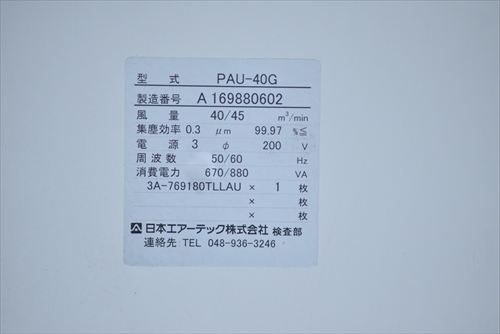 型式 PAU-40G
製造番号 A169880602
風量 40/45 m³/min
集塵効率 0.3 μm 99.97 %≦
電源 3 φ 200 V
周波数 50/60 Hz
消費電力 670/880 VA
3A-769180TLLAU × 1 枚
× 枚
× 枚
日本エアーテック株式会社 検査部
連絡先 TEL 048-936-3246